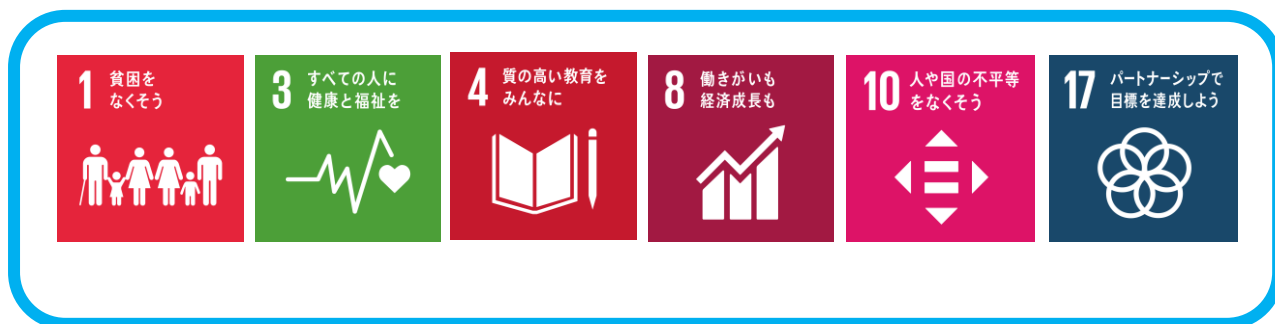 1 貧困を
なくそう
3 すべての人に
健康と福祉を
4 質の高い教育を
みんなに
8 働きがいも
経済成長も
10 人や国の不平等
をなくそう
17 パートナーシップで
目標を達成しよう